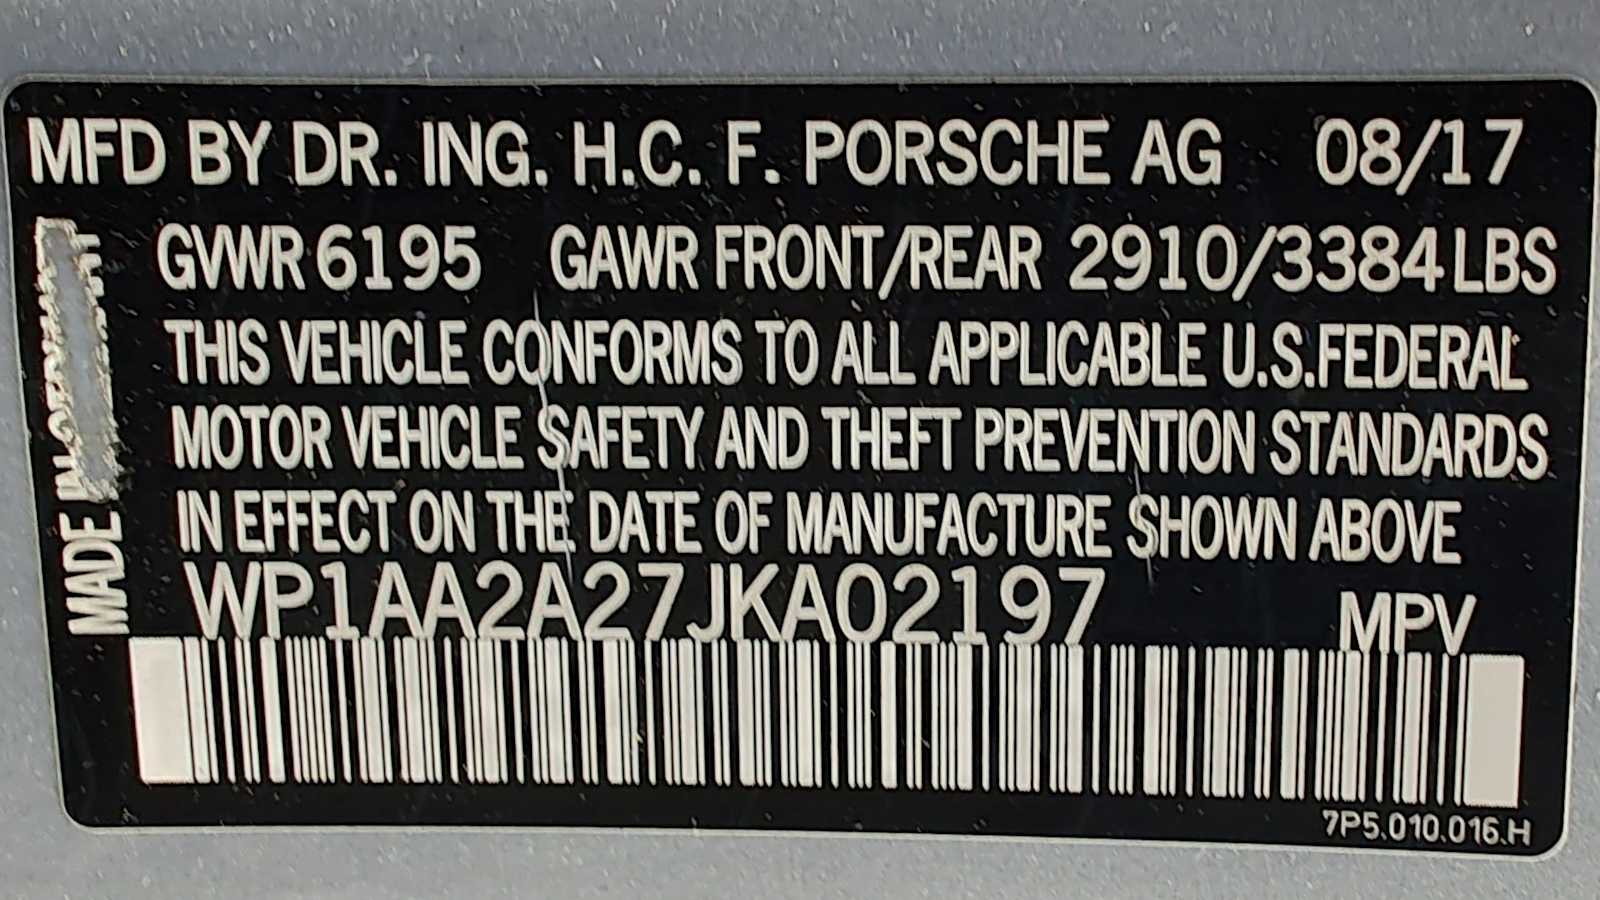 MFD BY DR. ING. H.C. F. PORSCHE AG 08/17
GVWR 6195 GAWR FRONT/REAR 2910/3384 LBS
THIS VEHICLE CONFORMS TO ALL APPLICABLE U.S.FEDERAL
MOTOR VEHICLE SAFETY AND THEFT PREVENTION STANDARDS
IN EFFECT ON THE DATE OF MANUFACTURE SHOWN ABOVE
WP1AA2A27JKA02197 MPV
7P5.010.016.H
MADE IN